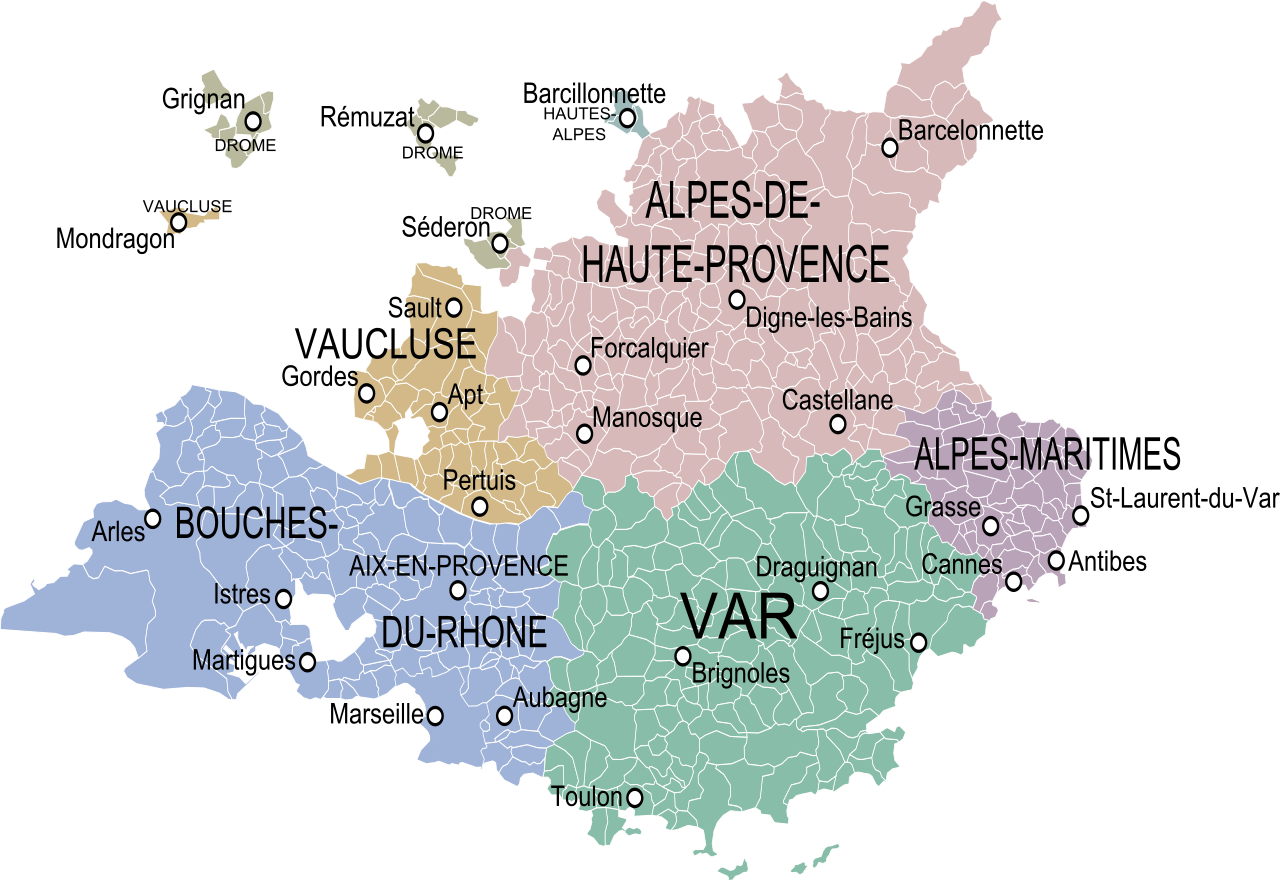 Grignan
DROME
Rémuzat
DROME
Barcillonnette
HAUTES-
ALPES
Barcelonnette
VAUCLUSE
Mondragon
DROME
Séderon
ALPES-DE-
HAUTE-PROVENCE
Digne-les-Bains
Sault
VAUCLUSE
Gordes
Apt
Forcalquier
Manosque
Castellane
ALPES-MARITIMES
Pertuis
Arles
BOUCHES-
Grasse
St-Laurent-du-Var
AIX-EN-PROVENCE
Draguignan
Cannes
Antibes
Istres
DU-RHONE
VAR
Fréjus
Martigues
Brignoles
Marseille
Aubagne
Toulon